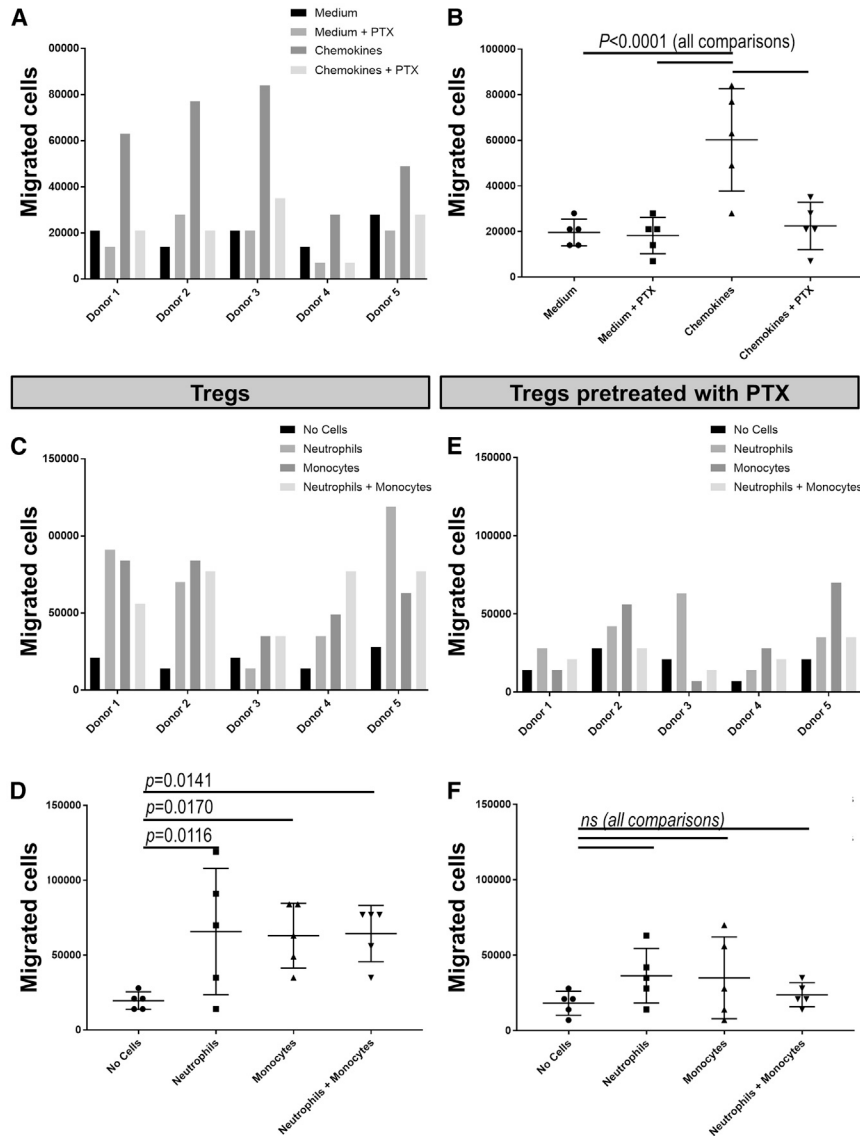 A
Medium
Medium + PTX
Chemokines
Chemokines + PTX
Migrated cells
00000
80000
60000
40000
20000
00
Donor 1
Donor 2
Donor 3
Donor 4
Donor 5
B
P<0.0001 (all comparisons)
Migrated cells
100000
80000
60000
40000
20000
0
Medium
Medium + PTX
Chemokines
Chemokines + PTX
Tregs
Tregs pretreated with PTX
C
No Cells
Neutrophils
Monocytes
Neutrophils + Monocytes
Migrated cells
150000
00000
50000
0
Donor 1
Donor 2
Donor 3
Donor 4
Donor 5
E
No Cells
Neutrophils
Monocytes
Neutrophils + Monocytes
Migrated cells
150000
100000
50000
0
Donor 1
Donor 2
Donor 3
Donor 4
Donor 5
D
p=0.0141
p=0.0170
p=0.0116
Migrated cells
150000
100000
50000
0
No Cells
Neutrophils
Monocytes
Neutrophils + Monocytes
F
ns (all comparisons)
Migrated cells
150000
100000
50000
0
No Cells
Neutrophils
Monocytes
Neutrophils + Monocytes